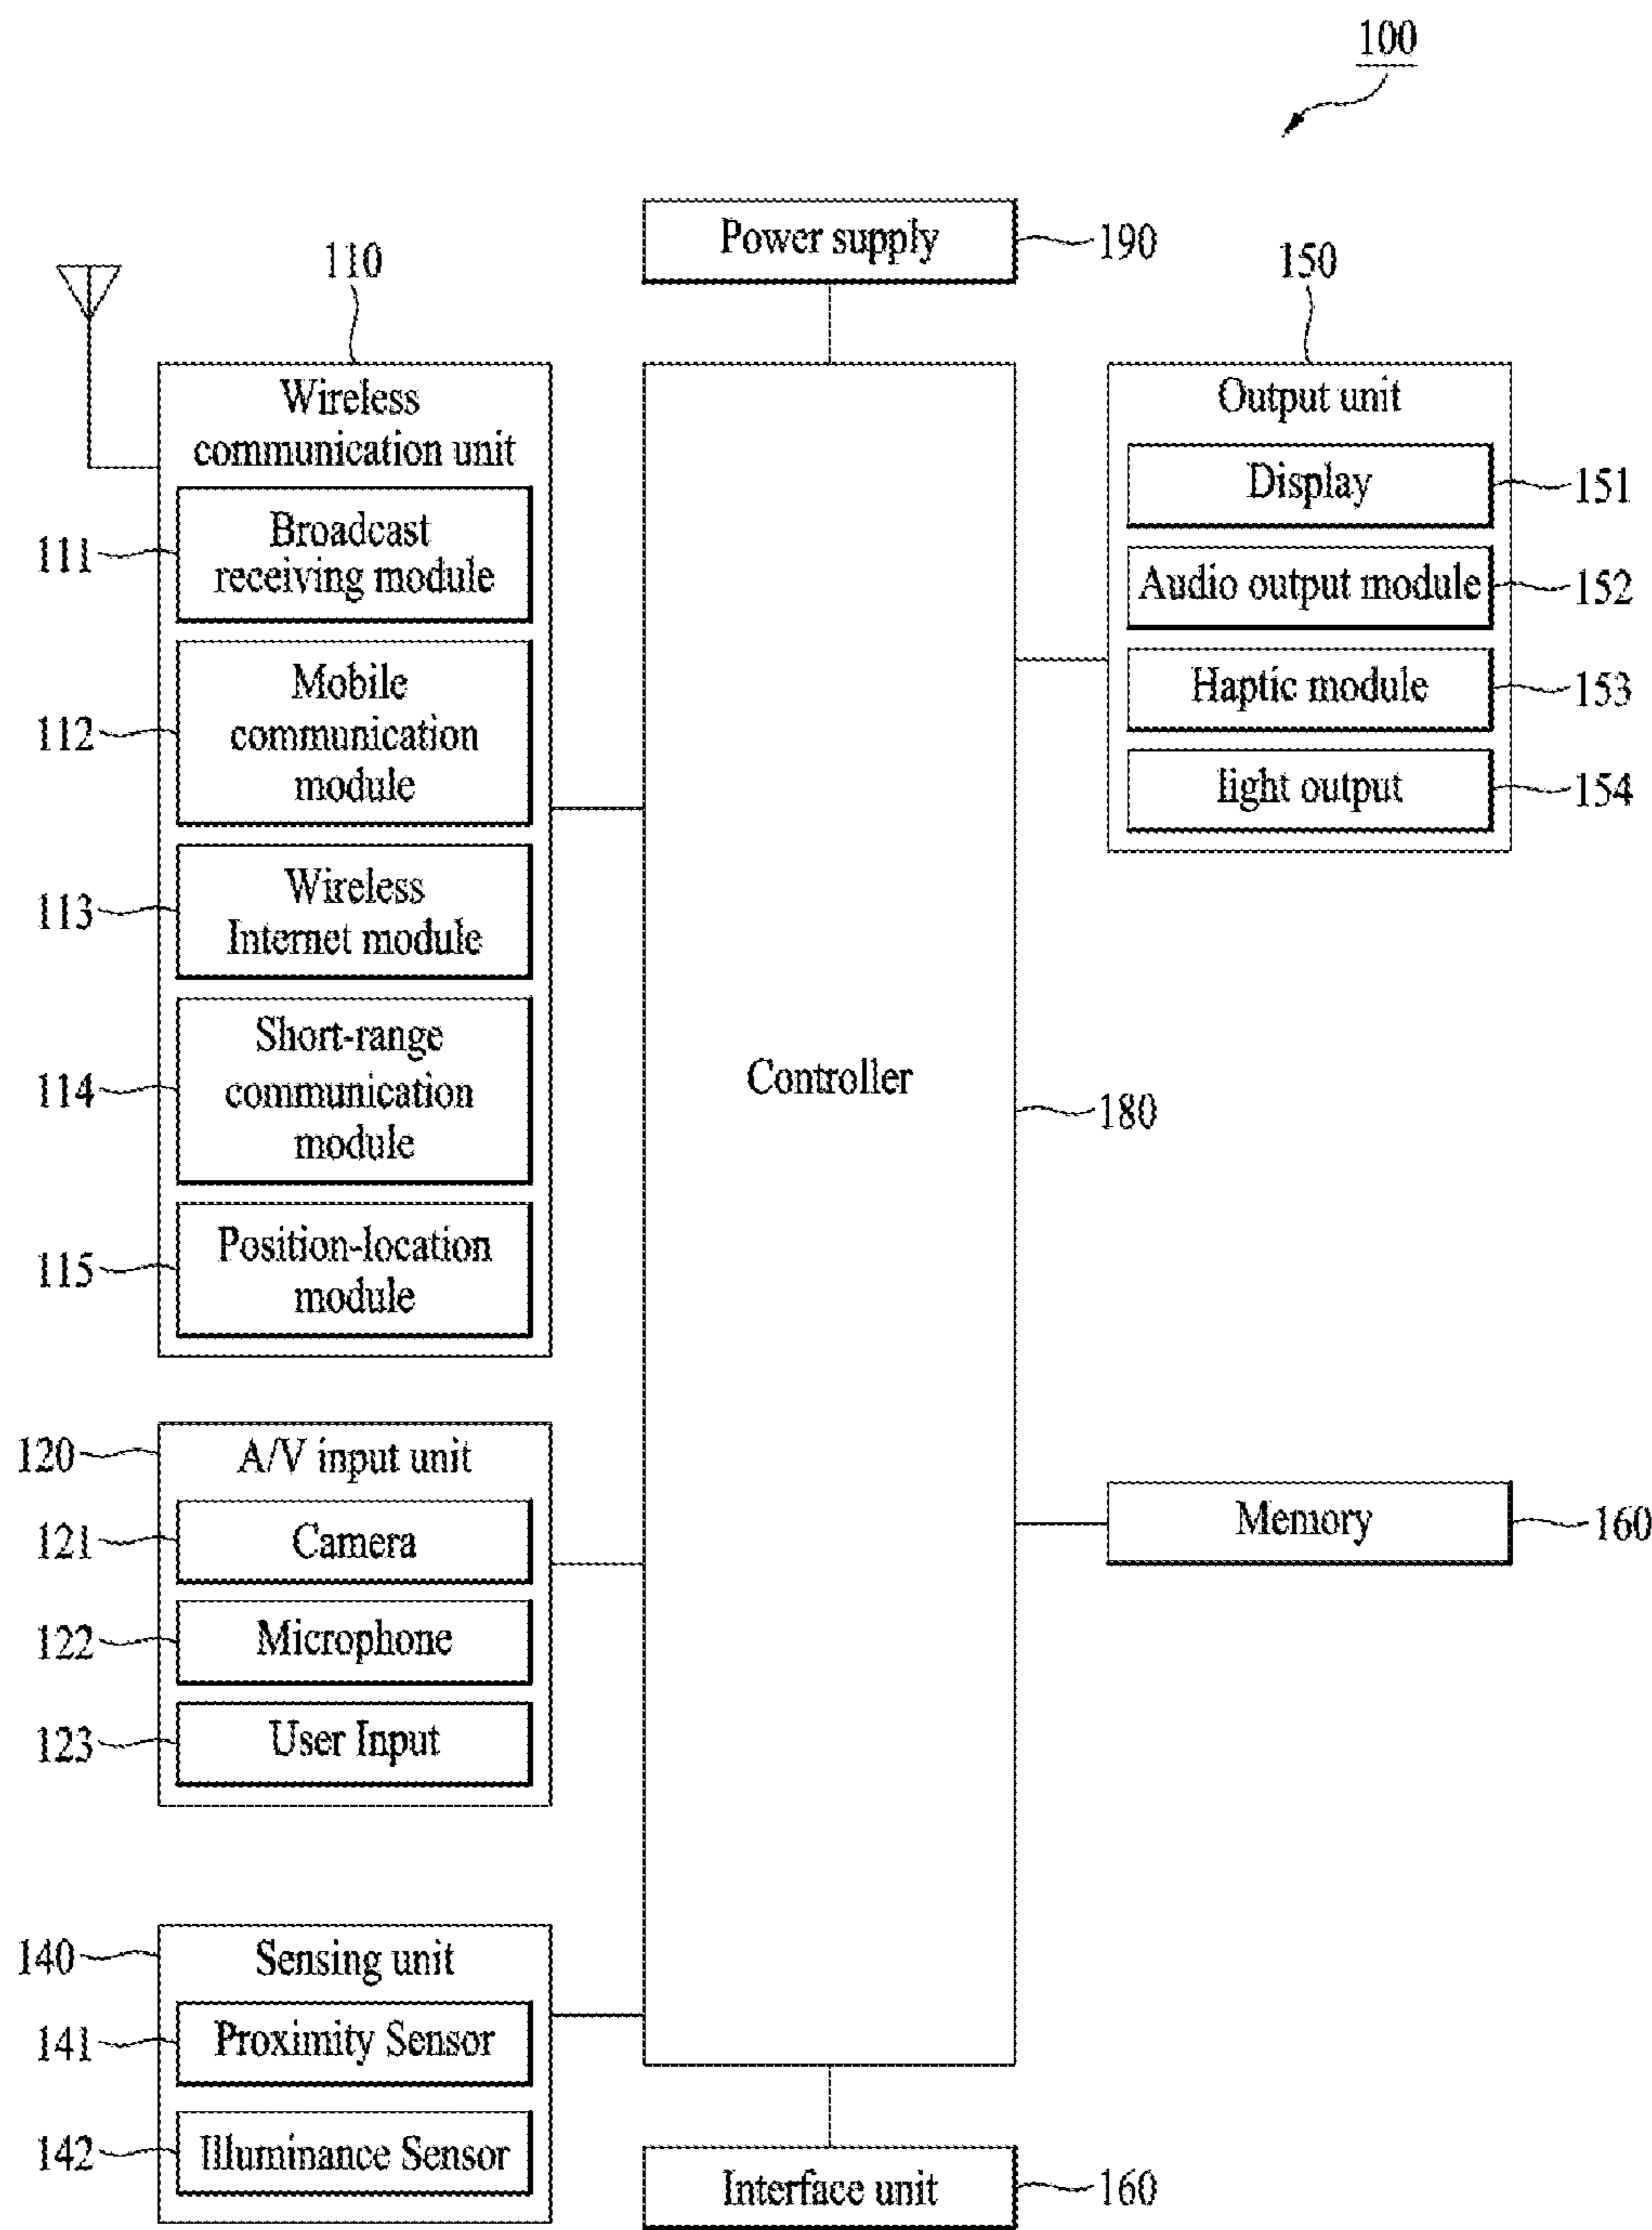 100
Power supply
190
110
Wireless
communication unit
111
Broadcast
receiving module
112
Mobile
communication
module
113
Wireless
Internet module
114
Short-range
communication
module
115
Position-location
module
120
A/V input unit
121
Camera
122
Microphone
123
User Input
140
Sensing unit
141
Proximity Sensor
142
Illuminance Sensor
Controller
180
150
Output unit
Display
151
Audio output module
152
Haptic module
153
light output
154
Memory
160
Interface unit
160